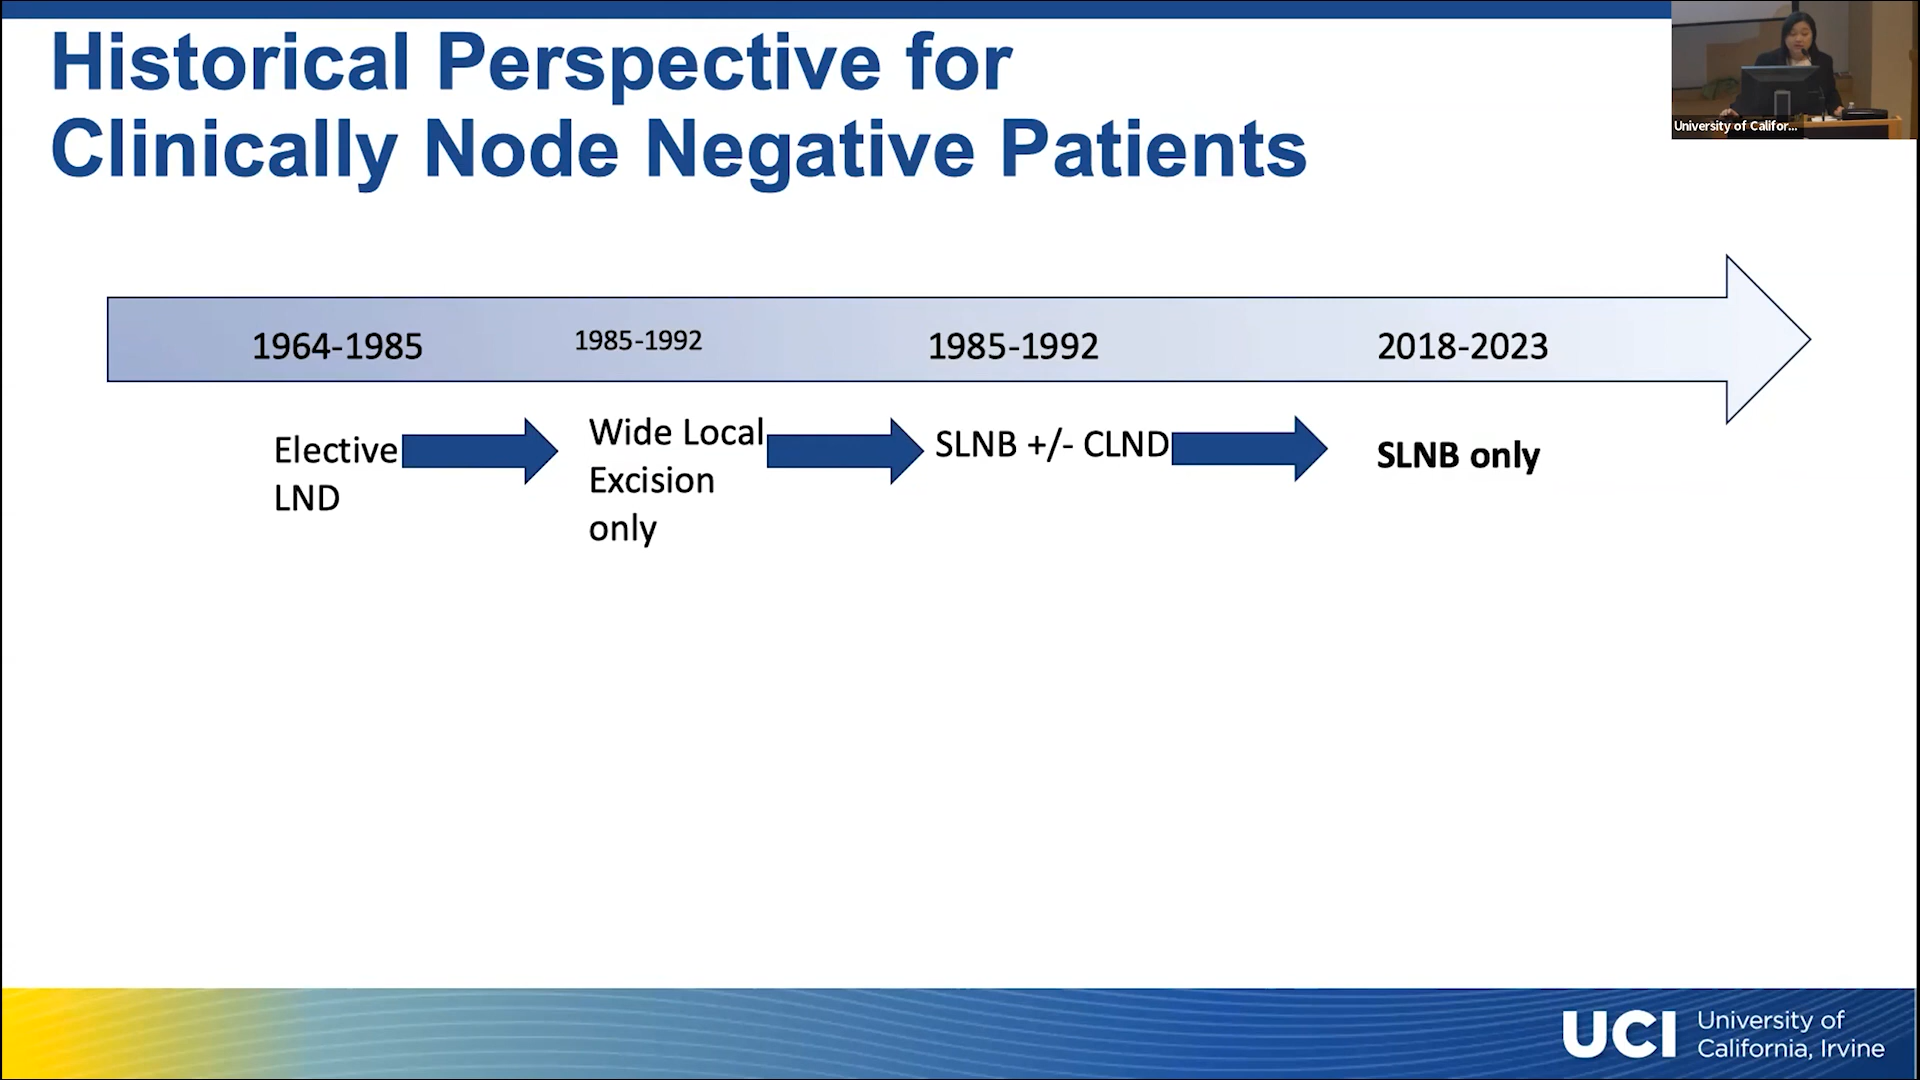 Historical Perspective for
Clinically Node Negative Patients
University of Califor...
1964-1985
1985-1992
1985-1992
2018-2023
Elective
LND
Wide Local
Excision
only
SLNB +/- CLND
SLNB only
UCI
University of
California, Irvine